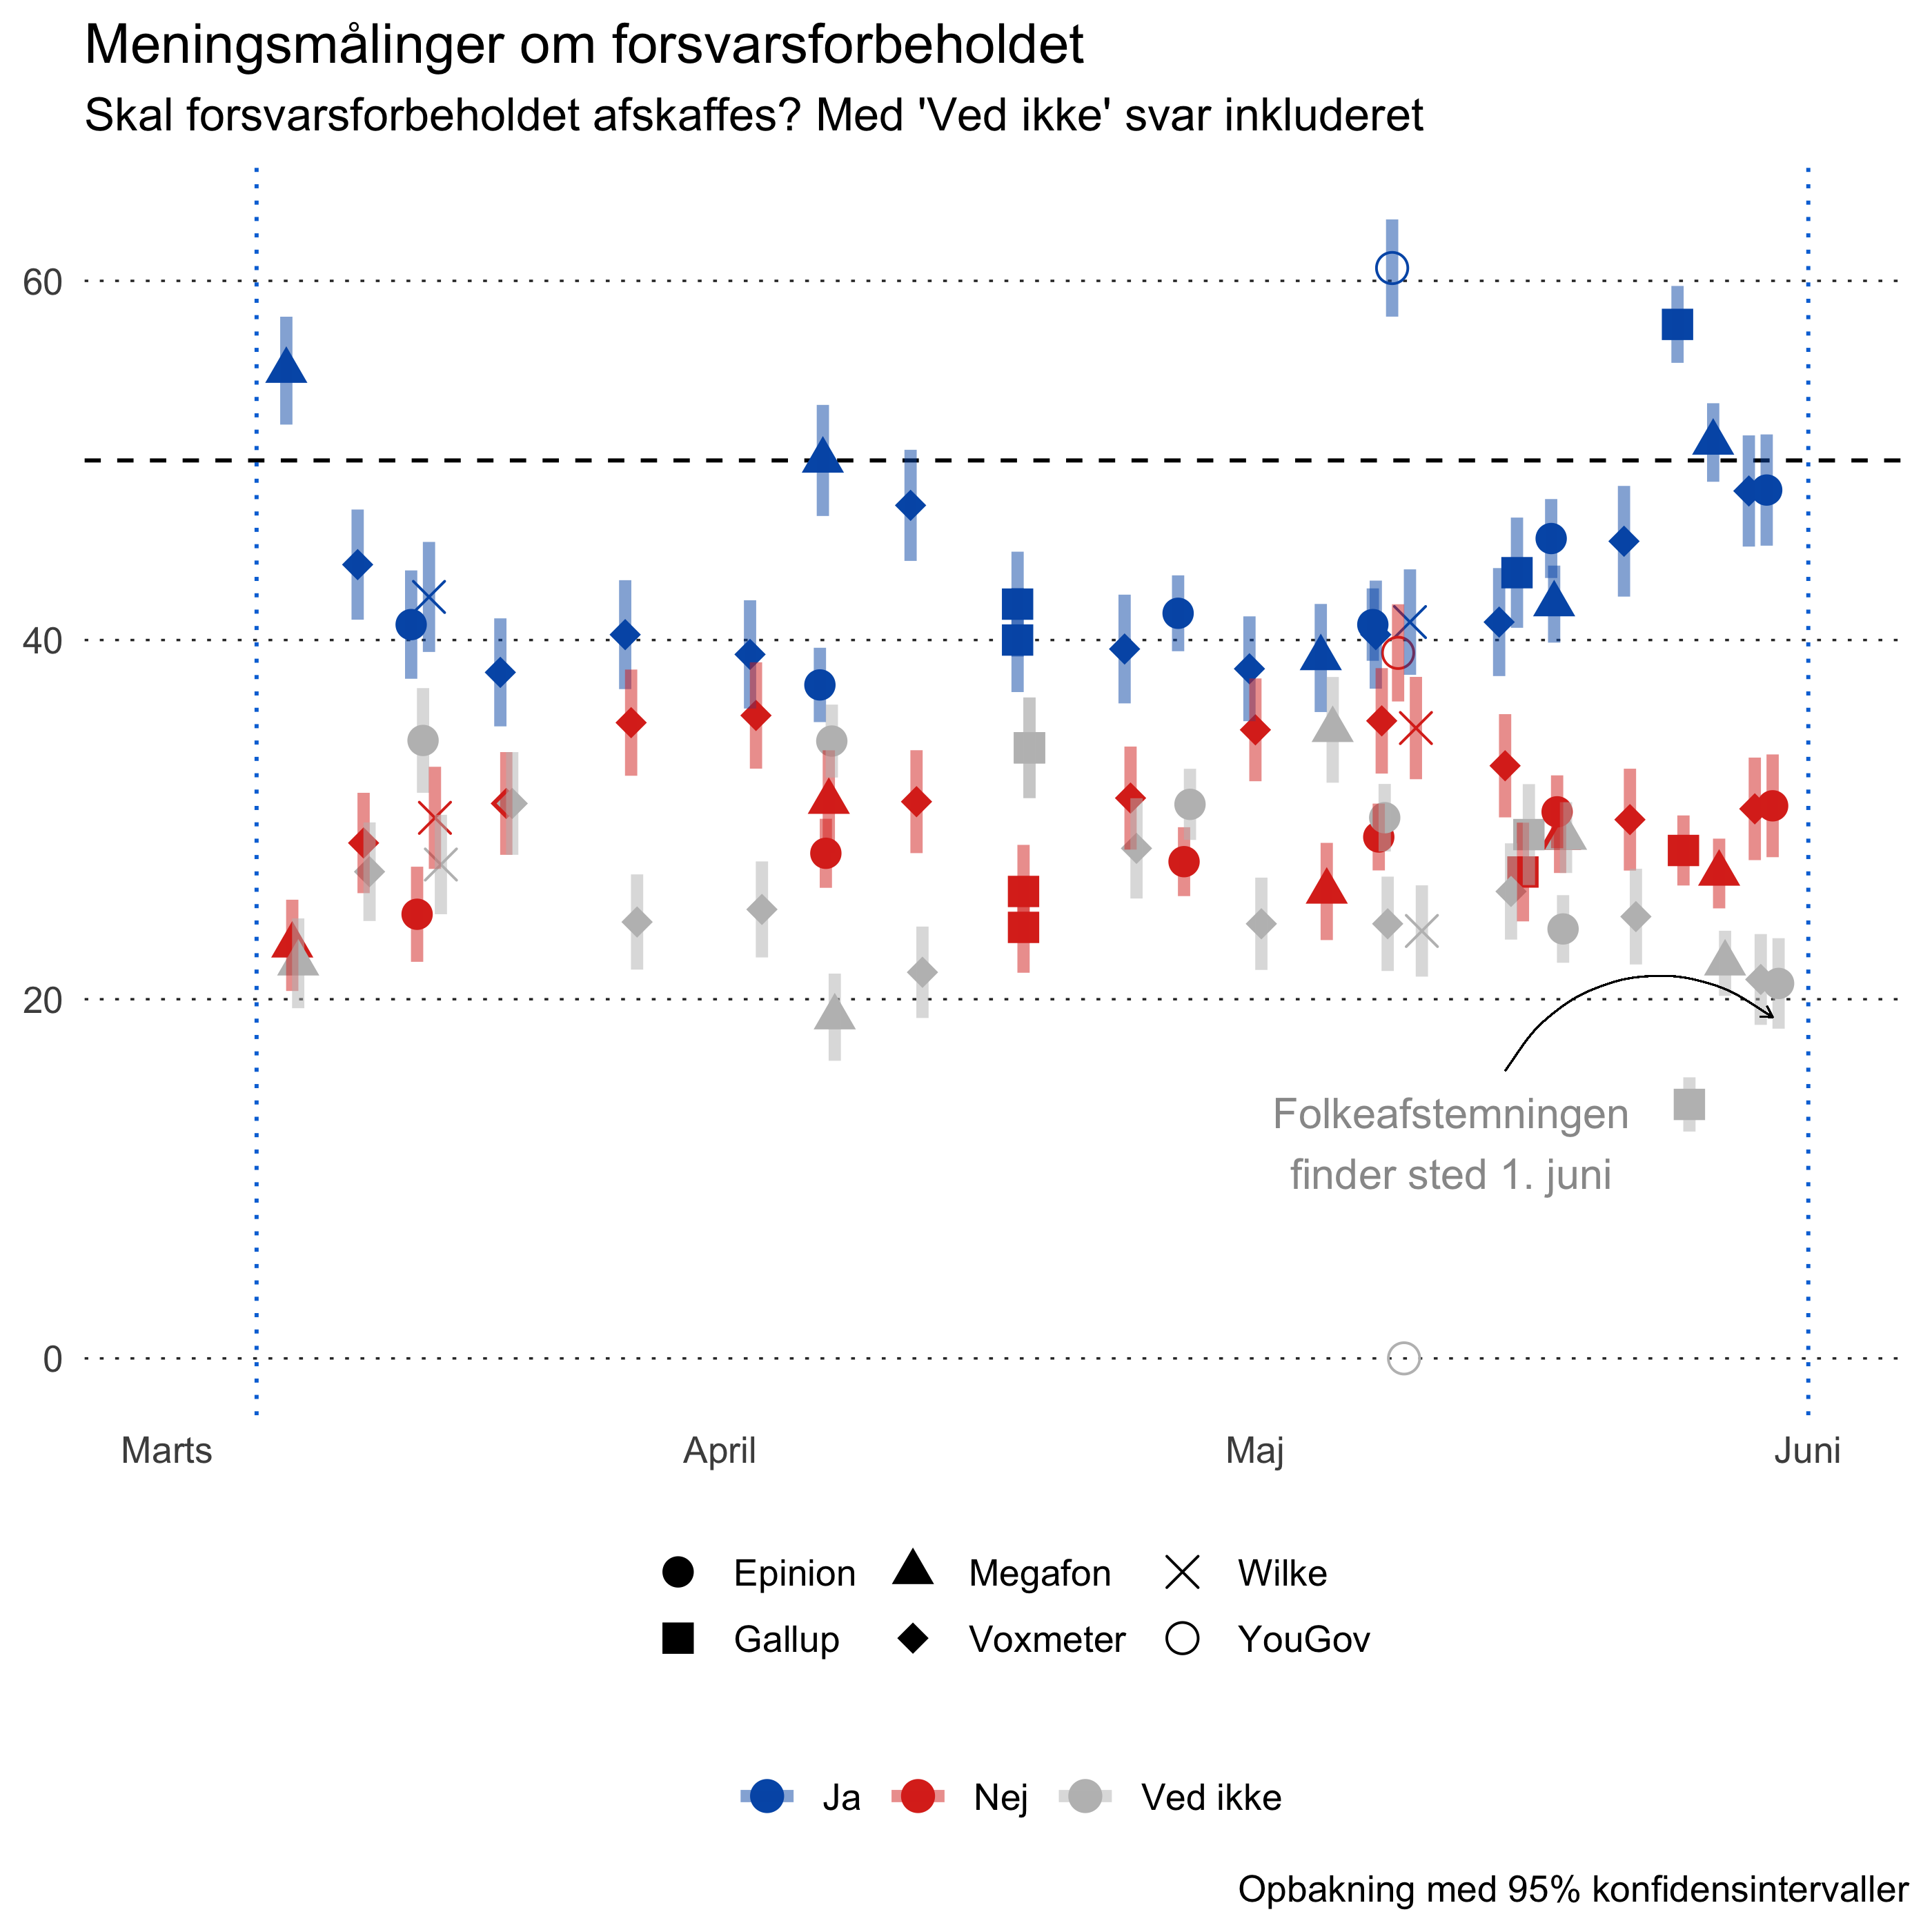 Meningsmålinger om forsvarsforbeholdet
Skal forsvarsforbeholdet afskaffes? Med 'Ved ikke' svar inkluderet
60
40
20
0
Folkeafstemningen
finder sted 1. juni
Marts April Maj Juni
Epinion Megafon Wilke
Gallup Voxmeter YouGov
Ja Nej Ved ikke
Opbakning med 95% konfidensintervaller